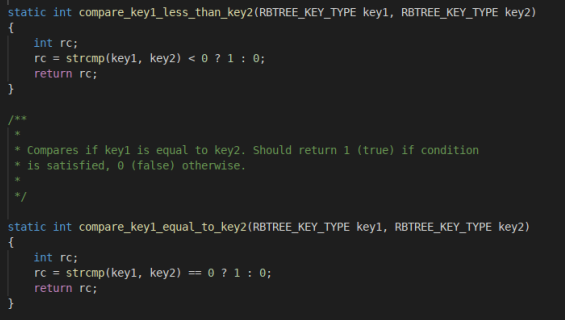 static int compare_key1_less_than_key2(RBTREE_KEY_TYPE key1, RBTREE_KEY_TYPE key2)
{
    int rc;
    rc = strcmp(key1, key2) < 0 ? 1 : 0;
    return rc;
}

/**
 *
 * Compares if key1 is equal to key2. Should return 1 (true) if condition
 * is satisfied, 0 (false) otherwise.
 *
 */

static int compare_key1_equal_to_key2(RBTREE_KEY_TYPE key1, RBTREE_KEY_TYPE key2)
{
    int rc;
    rc = strcmp(key1, key2) == 0 ? 1 : 0;
    return rc;
}